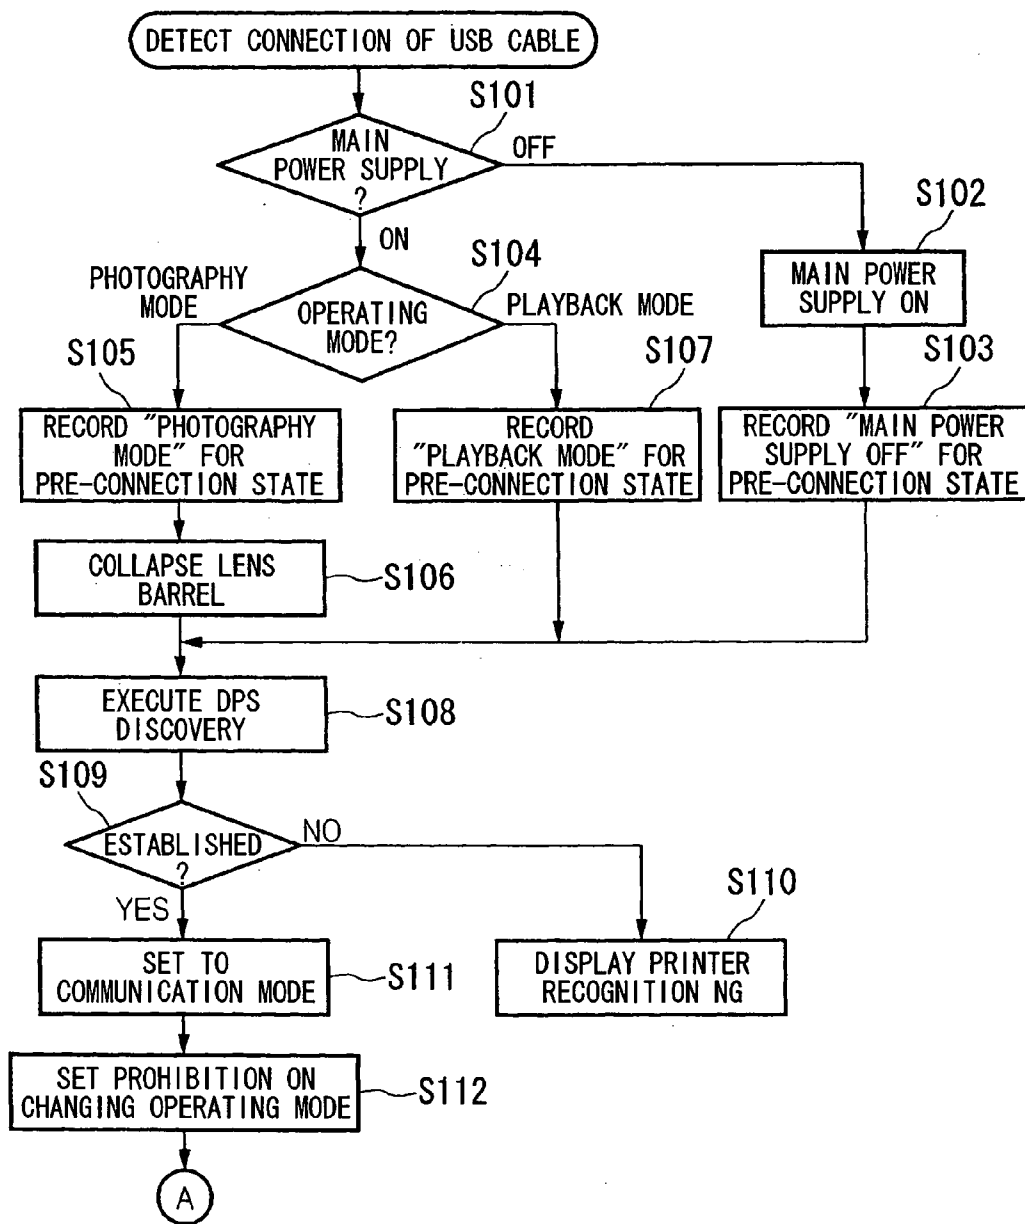 DETECT CONNECTION OF USB CABLE
S101
MAIN
POWER SUPPLY
?
OFF
ON
S102
MAIN POWER
SUPPLY ON
S104
PHOTOGRAPHY
MODE
OPERATING
MODE?
PLAYBACK MODE
S105
S107
S103
RECORD "PHOTOGRAPHY
MODE" FOR
PRE-CONNECTION STATE
RECORD
"PLAYBACK MODE" FOR
PRE-CONNECTION STATE
RECORD "MAIN POWER
SUPPLY OFF" FOR
PRE-CONNECTION STATE
COLLAPSE LENS
BARREL
S106
EXECUTE DPS
DISCOVERY
S108
S109
ESTABLISHED
?
NO
YES
S110
DISPLAY PRINTER
RECOGNITION NG
SET TO
COMMUNICATION MODE
S111
SET PROHIBITION ON
CHANGING OPERATING MODE
S112
A